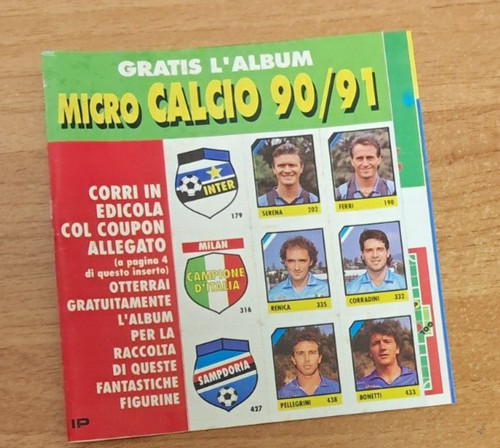 GRATIS L'ALBUM
MICRO CALCIO 90/91
CORRI IN
EDICOLA
COL COUPON
ALLEGATO
(a pagina 4
di questo inserto)
OTTERRAI
GRATUITAMENTE
L'ALBUM
PER LA
RACCOLTA
DI QUESTE
FANTASTICHE
FIGURINE
IP
INTER
179
SERENA 202
FERRI 190
MILAN
CAMPIONE
D'ITALIA
316
RENICA 335
CORRADINI 332
SAMPDORIA
427
PELLEGRINI 438
BONETTI 433